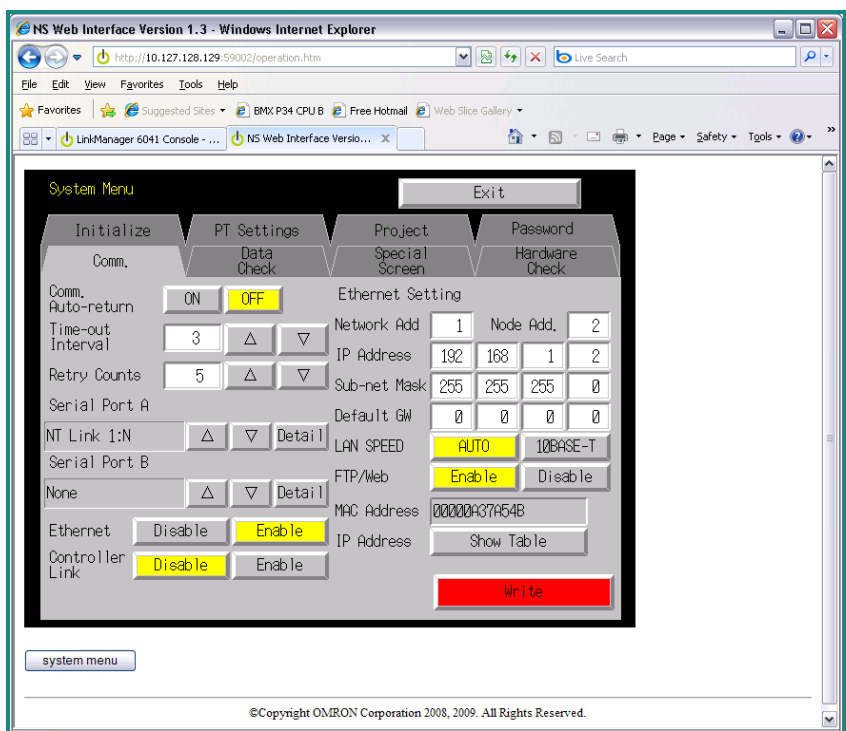 NS Web Interface Version 1.3 - Windows Internet Explorer
http://10.127.128.129:59002/operation.htm
Live Search
File Edit View Favorites Tools Help
Favorites Suggested Sites BMX P34 CPU B Free Hotmail Web Slice Gallery
LinkManager 6041 Console - ... NS Web Interface Versio... X Page Safety Tools »
System Menu Exit
Initialize PT Settings Project Password
Comm. Data Check Special Screen Hardware Check
Comm. Auto-return ON OFF Ethernet Setting
Time-out Interval 3 △ ▽ Network Add 1 Node Add. 2
IP Address 192 168 1 2
Retry Counts 5 △ ▽ Sub-net Mask 255 255 255 0
Serial Port A Default GW 0 0 0 0
NT Link 1:N △ ▽ Detail LAN SPEED AUTO 10BASE-T
Serial Port B FTP/Web Enable Disable
None △ ▽ Detail MAC Address 00000A37A54B
Ethernet Disable Enable IP Address Show Table
Controller Link Disable Enable
Write
system menu
©Copyright OMRON Corporation 2008, 2009. All Rights Reserved.